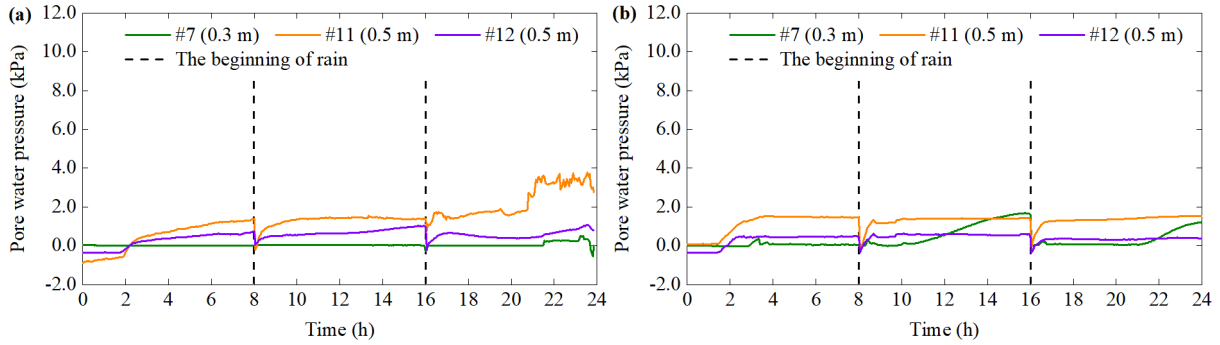 (a)
12.0
10.0
8.0
6.0
4.0
2.0
0.0
-2.0
Pore water pressure (kPa)
#7 (0.3 m) #11 (0.5 m) #12 (0.5 m)
The beginning of rain
0 2 4 6 8 10 12 14 16 18 20 22 24
Time (h)
(b)
12.0
10.0
8.0
6.0
4.0
2.0
0.0
-2.0
Pore water pressure (kPa)
#7 (0.3 m) #11 (0.5 m) #12 (0.5 m)
The beginning of rain
0 2 4 6 8 10 12 14 16 18 20 22 24
Time (h)